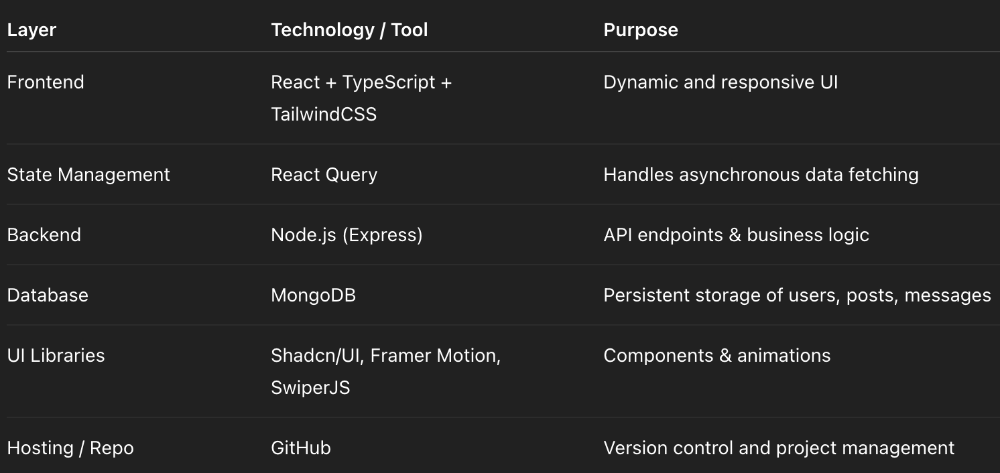 Layer Technology / Tool Purpose
Frontend React + TypeScript + Dynamic and responsive UI
TailwindCSS
State Management React Query Handles asynchronous data fetching
Backend Node.js (Express) API endpoints & business logic
Database MongoDB Persistent storage of users, posts, messages
UI Libraries Shadcn/UI, Framer Motion, Components & animations
SwiperJS
Hosting / Repo GitHub Version control and project management